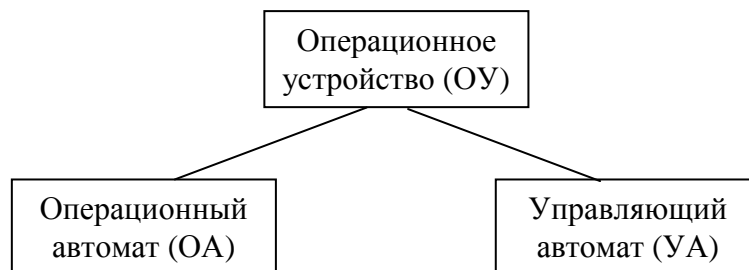 Операционное
устройство (ОУ)
Операционный
автомат (ОА)
Управляющий
автомат (УА)